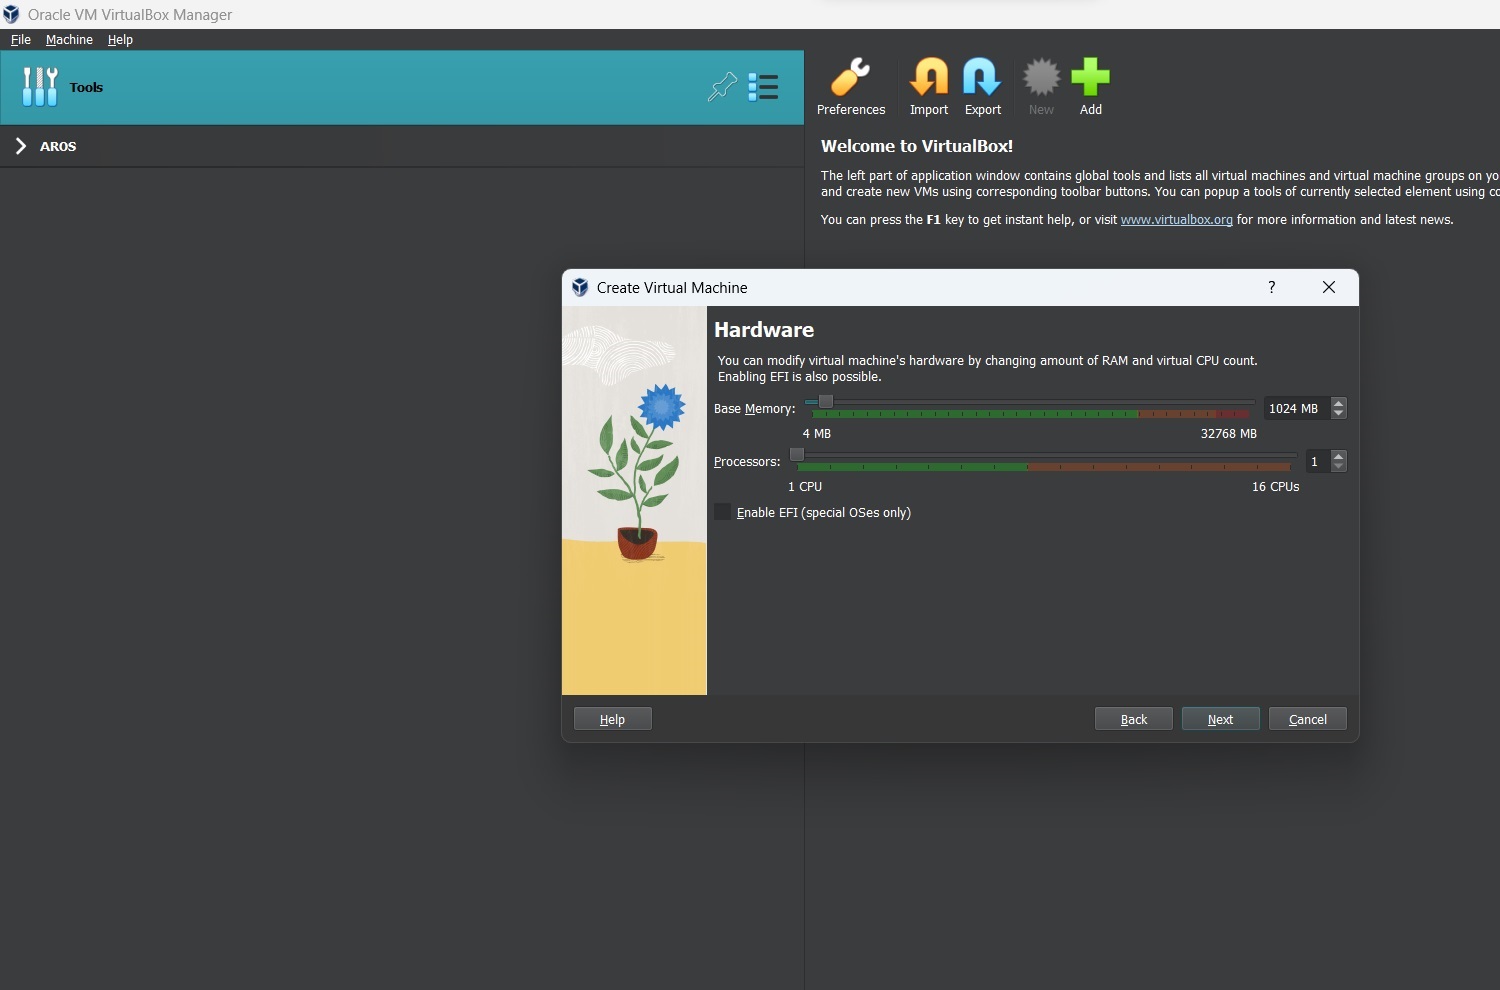 Oracle VM VirtualBox Manager
File Machine Help
Tools
Preferences Import Export New Add
AROS
Welcome to VirtualBox!
The left part of application window contains global tools and lists all virtual machines and virtual machine groups on yo
and create new VMs using corresponding toolbar buttons. You can popup a tools of currently selected element using co
You can press the F1 key to get instant help, or visit www.virtualbox.org for more information and latest news.
Create Virtual Machine ?
Hardware
You can modify virtual machine's hardware by changing amount of RAM and virtual CPU count.
Enabling EFI is also possible.
Base Memory: 1024 MB
4 MB 32768 MB
Processors: 1
1 CPU 16 CPUs
Enable EFI (special OSes only)
Help Back Next Cancel